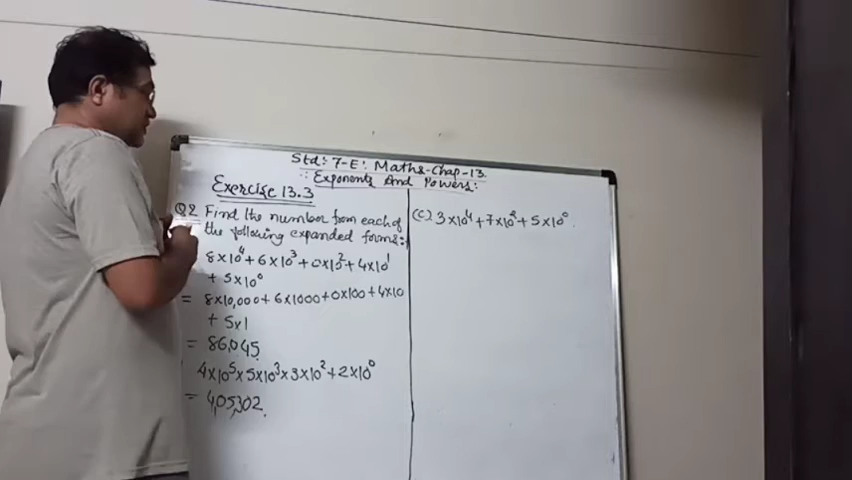 Std: 7-E: Maths-Chap-13.
: Exponents And Powers:
Exercise 13.3
Q2 Find the number from each of
the following expanded forms:
8×10⁴+6×10³+0×10²+4×10¹
+ 5×10⁰
= 8×10,000+6×1000+0×100+4×10
+ 5×1
= 86,045.
4×10⁵×5×10³×3×10²+2×10⁰
= 4,05,302.
(C) 3×10⁴+7×10²+5×10⁰.